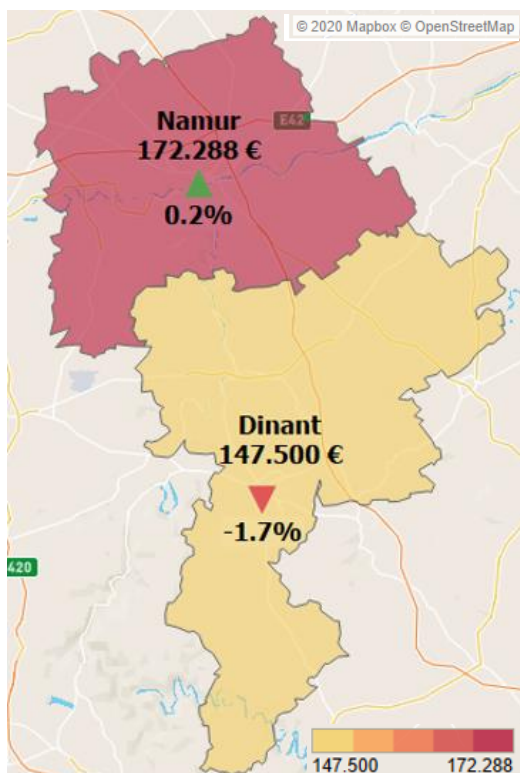 © 2020 Mapbox © OpenStreetMap
E42
Namur
172.288 €
0.2%
Dinant
147.500 €
-1.7%
420
147.500 172.288